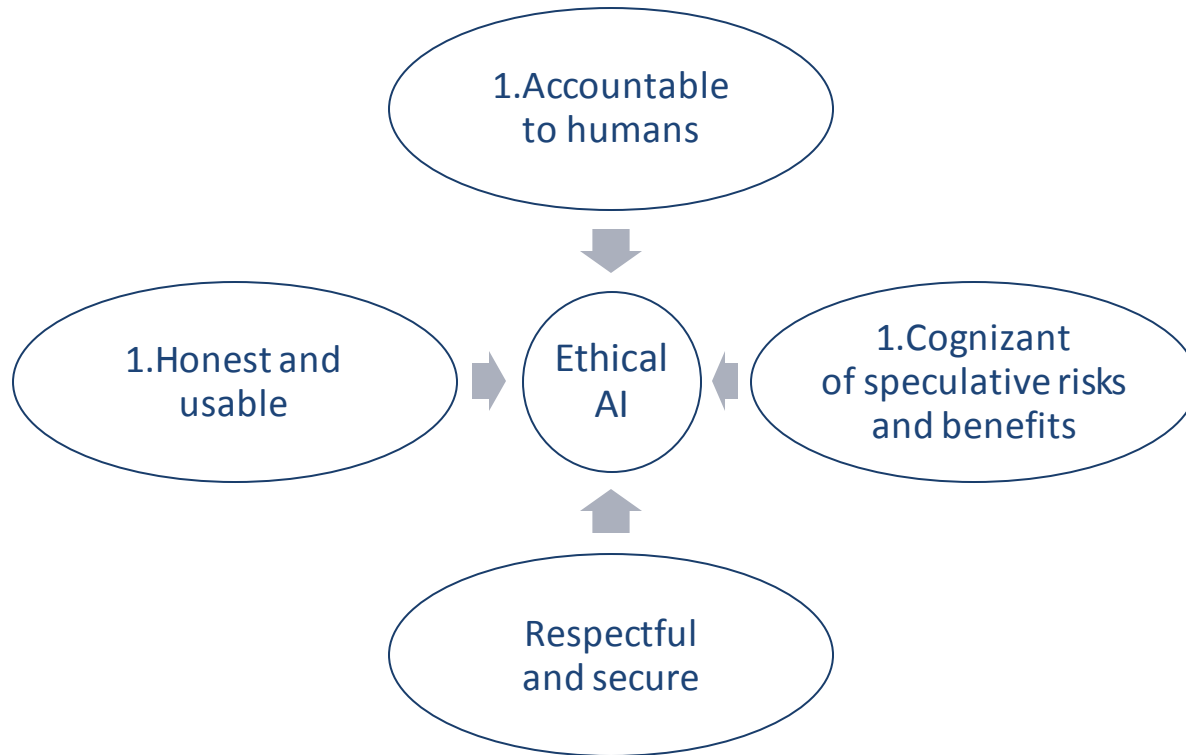 1.Accountable
to humans
1.Honest and
usable
Ethical
AI
1.Cognizant
of speculative risks
and benefits
Respectful
and secure